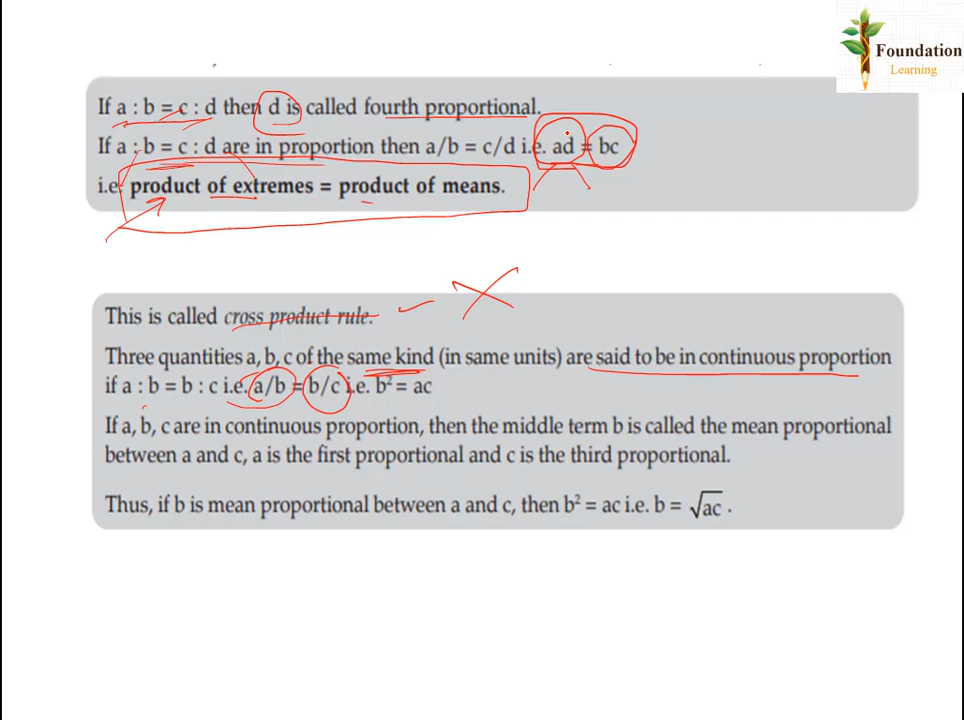 Foundation
Learning
If a : b = c : d then d is called fourth proportional.
If a : b = c : d are in proportion then a/b = c/d i.e. ad = bc
i.e. product of extremes = product of means.
This is called cross product rule.
Three quantities a, b, c of the same kind (in same units) are said to be in continuous proportion
if a : b = b : c i.e. a/b = b/c i.e. b² = ac
If a, b, c are in continuous proportion, then the middle term b is called the mean proportional
between a and c, a is the first proportional and c is the third proportional.
Thus, if b is mean proportional between a and c, then b² = ac i.e. b = √ac .